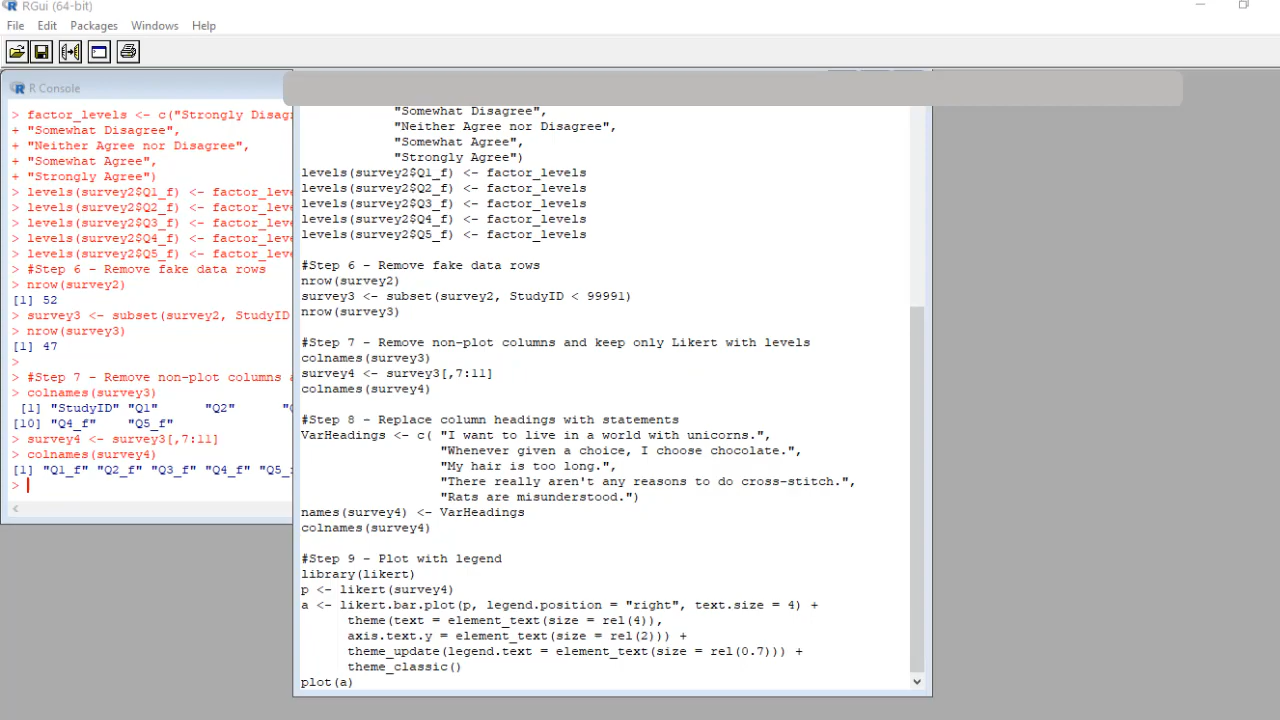 RGui (64-bit)
File Edit Packages Windows Help
R Console
> factor_levels <- c("Strongly Disag
+ "Somewhat Disagree",
+ "Neither Agree nor Disagree",
+ "Somewhat Agree",
+ "Strongly Agree")
> levels(survey2$Q1_f) <- factor_leve
> levels(survey2$Q2_f) <- factor_leve
> levels(survey2$Q3_f) <- factor_leve
> levels(survey2$Q4_f) <- factor_leve
> levels(survey2$Q5_f) <- factor_leve
> #Step 6 - Remove fake data rows
> nrow(survey2)
[1] 52
> survey3 <- subset(survey2, StudyID
> nrow(survey3)
[1] 47
>
> #Step 7 - Remove non-plot columns a
> colnames(survey3)
[1] "StudyID" "Q1" "Q2" "Q
[10] "Q4_f" "Q5_f"
> survey4 <- survey3[,7:11]
> colnames(survey4)
[1] "Q1_f" "Q2_f" "Q3_f" "Q4_f" "Q5_f
>
"Somewhat Disagree",
"Neither Agree nor Disagree",
"Somewhat Agree",
"Strongly Agree")
levels(survey2$Q1_f) <- factor_levels
levels(survey2$Q2_f) <- factor_levels
levels(survey2$Q3_f) <- factor_levels
levels(survey2$Q4_f) <- factor_levels
levels(survey2$Q5_f) <- factor_levels
#Step 6 - Remove fake data rows
nrow(survey2)
survey3 <- subset(survey2, StudyID < 99991)
nrow(survey3)
#Step 7 - Remove non-plot columns and keep only Likert with levels
colnames(survey3)
survey4 <- survey3[,7:11]
colnames(survey4)
#Step 8 - Replace column headings with statements
VarHeadings <- c( "I want to live in a world with unicorns.",
"Whenever given a choice, I choose chocolate.",
"My hair is too long.",
"There really aren't any reasons to do cross-stitch.",
"Rats are misunderstood.")
names(survey4) <- VarHeadings
colnames(survey4)
#Step 9 - Plot with legend
library(likert)
p <- likert(survey4)
a <- likert.bar.plot(p, legend.position = "right", text.size = 4) +
theme(text = element_text(size = rel(4)),
axis.text.y = element_text(size = rel(2))) +
theme_update(legend.text = element_text(size = rel(0.7))) +
theme_classic()
plot(a)